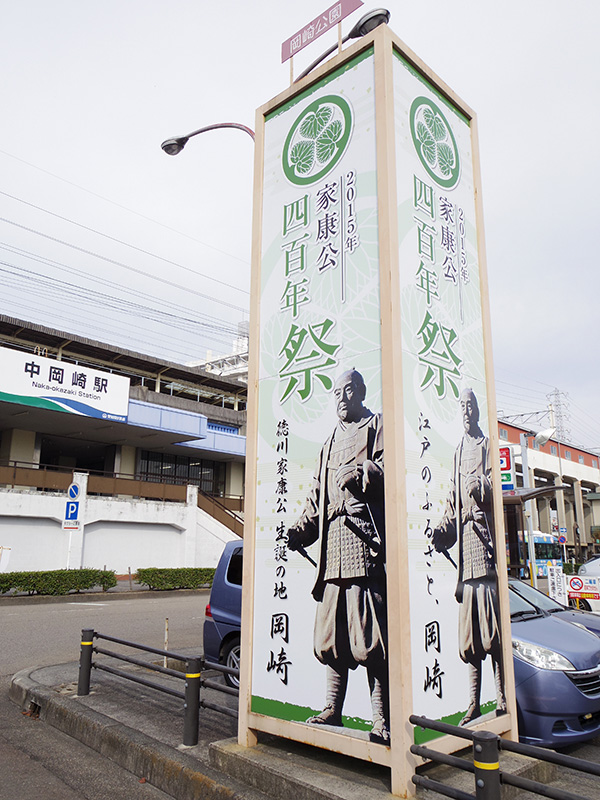 岡崎公園
2015年
家康公
四百年
祭
徳川家康公 生誕の地
岡崎
2015年
家康公
四百年
祭
江戸のふるさと、
岡崎
中岡崎駅
Naka-okazaki Station
P